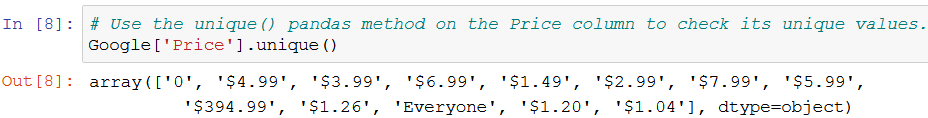 In [8]: # Use the unique() pandas method on the Price column to check its unique values.
Google['Price'].unique()
Out[8]: array(['0', '$4.99', '$3.99', '$6.99', '$1.49', '$2.99', '$7.99', '$5.99',
'$394.99', '$1.26', 'Everyone', '$1.20', '$1.04'], dtype=object)